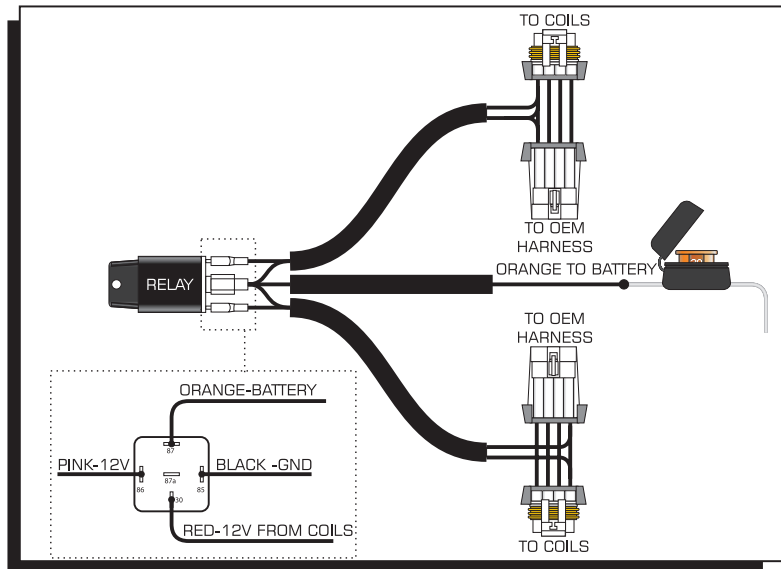 TO COILS
TO OEM
HARNESS
ORANGE TO BATTERY
RELAY
TO OEM
HARNESS
ORANGE-BATTERY
87
PINK-12V
BLACK -GND
87a
86
85
30
RED-12V FROM COILS
TO COILS